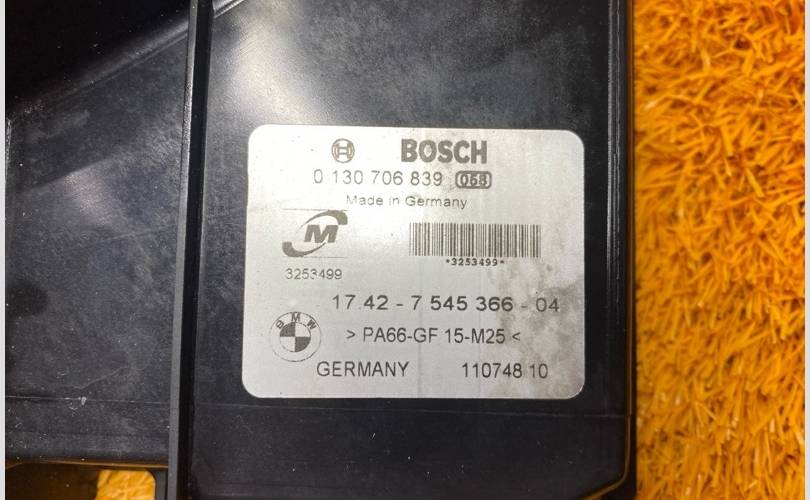 BOSCH
0 130 706 839 068
Made in Germany
M
3253499
*3253499*
17.42 - 7 545 366 - 04
BMW
> PA66-GF 15-M25 <
GERMANY 110748 10